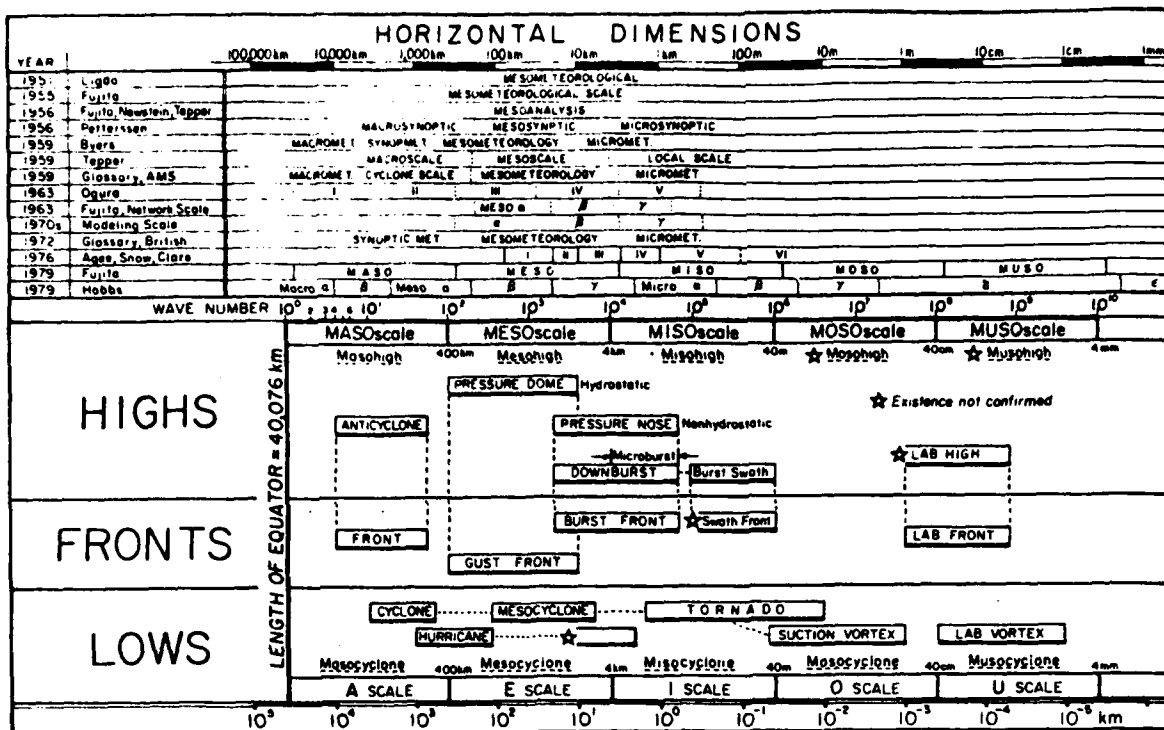 HORIZONTAL DIMENSIONS
100,000km 10,000km 1,000km 100km 10km 1km 100m 10m 1m 10cm 1cm 1mm
YEAR
1951 Ligda MESOMETEOROLOGICAL
1955 Fujita MESOMETEOROLOGICAL SCALE
1956 Fujita, Newstein, Tepper MESOANALYSIS
1956 Petterssen MACROSYNOPTIC MESOSYNPTIC MICROSYNOPTIC
1959 Byers MACROMET SYNOPMET MESOMETEOROLOGY MICROMET.
1959 Tepper MACROSCALE MESOSCALE LOCAL SCALE
1959 Glossary, AMS MACROMET. CYCLONE SCALE MESOMETEOROLOGY MICROMET
1963 Ogura I II III IV V
1963 Fujita, Network Scale MESO α β γ
1970s Modeling Scale α β γ
1972 Glossary, British SYNOPTIC MET MESOMETEOROLOGY MICROMET.
1976 Agee, Snow, Clare I II III IV V VI
1979 Fujita MASO MESO MISO MOSO MUSO
1979 Hobbs Macro α β Meso α β γ Micro α β γ δ ε
WAVE NUMBER 10⁰ 2 3 4 6 10¹ 10² 10³ 10⁴ 10⁵ 10⁶ 10⁷ 10⁸ 10⁹ 10¹⁰
MASOscale MESOscale MISOscale MOSOscale MUSOscale
Masohigh 400km Mesohigh 4km Misohigh 40m ☆ Mosohigh 40cm ☆ Musohigh 4mm
HIGHS
PRESSURE DOME Hydrostatic
☆ Existence not confirmed
ANTICYCLONE PRESSURE NOSE Nonhydrostatic
Microburst ☆ LAB HIGH
DOWNBURST Burst Swath
FRONTS
BURST FRONT ☆ Swath Front
FRONT LAB FRONT
GUST FRONT
LENGTH OF EQUATOR = 40,076 km
LOWS
CYCLONE MESOCYCLONE TORNADO
HURRICANE ☆ SUCTION VORTEX LAB VORTEX
Masocyclone 400km Mesocyclone 4km Misocyclone 40m Mosocyclone 40cm Musocyclone 4mm
A SCALE E SCALE I SCALE O SCALE U SCALE
10⁵ 10⁴ 10³ 10² 10¹ 10⁰ 10⁻¹ 10⁻² 10⁻³ 10⁻⁴ 10⁻⁵ km